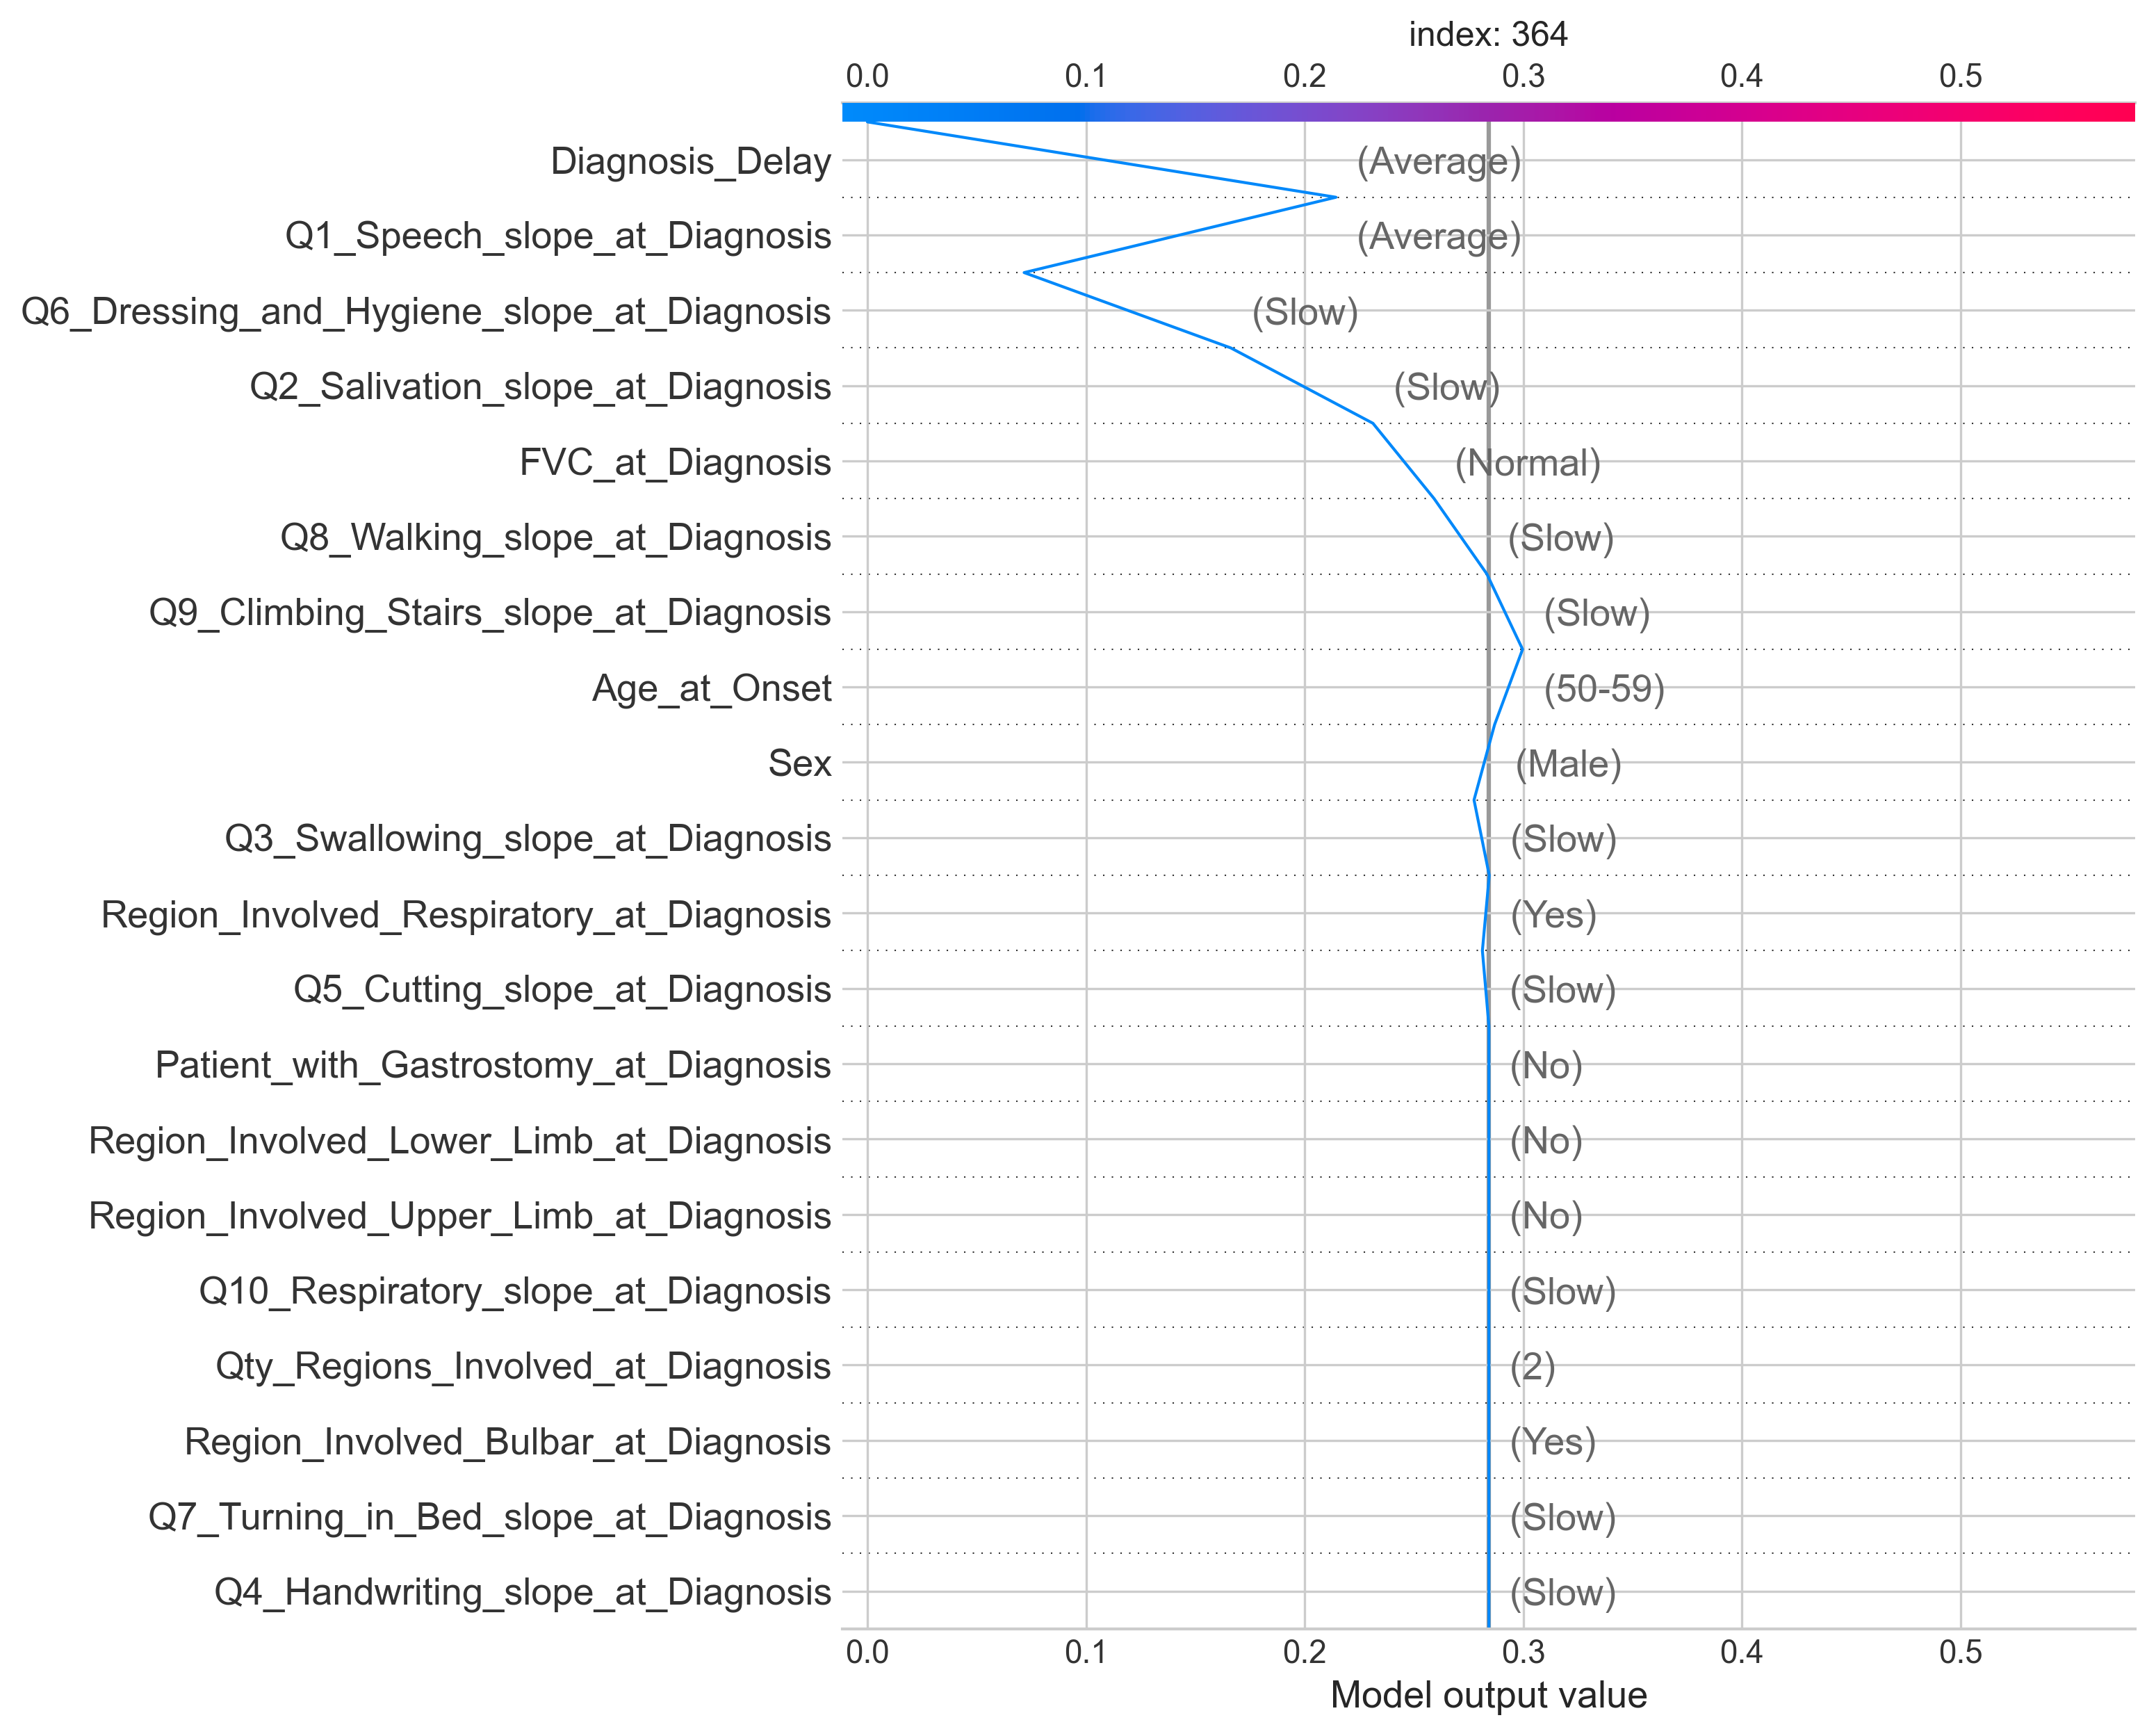 index: 364
0.0 0.1 0.2 0.3 0.4 0.5
Diagnosis_Delay (Average)
Q1_Speech_slope_at_Diagnosis (Average)
Q6_Dressing_and_Hygiene_slope_at_Diagnosis (Slow)
Q2_Salivation_slope_at_Diagnosis (Slow)
FVC_at_Diagnosis (Normal)
Q8_Walking_slope_at_Diagnosis (Slow)
Q9_Climbing_Stairs_slope_at_Diagnosis (Slow)
Age_at_Onset (50-59)
Sex (Male)
Q3_Swallowing_slope_at_Diagnosis (Slow)
Region_Involved_Respiratory_at_Diagnosis (Yes)
Q5_Cutting_slope_at_Diagnosis (Slow)
Patient_with_Gastrostomy_at_Diagnosis (No)
Region_Involved_Lower_Limb_at_Diagnosis (No)
Region_Involved_Upper_Limb_at_Diagnosis (No)
Q10_Respiratory_slope_at_Diagnosis (Slow)
Qty_Regions_Involved_at_Diagnosis (2)
Region_Involved_Bulbar_at_Diagnosis (Yes)
Q7_Turning_in_Bed_slope_at_Diagnosis (Slow)
Q4_Handwriting_slope_at_Diagnosis (Slow)
0.0 0.1 0.2 0.3 0.4 0.5
Model output value